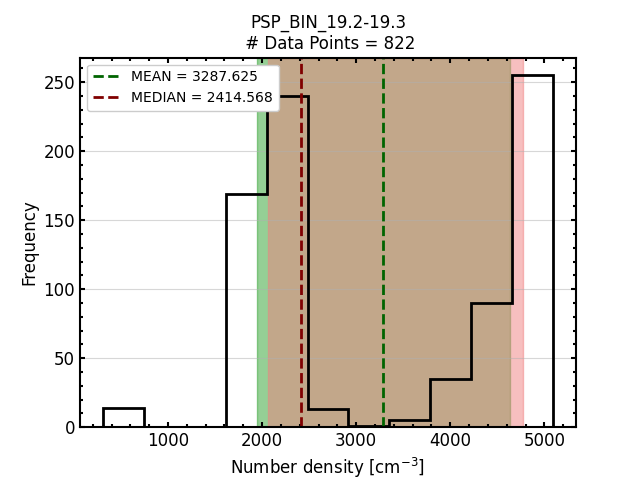 PSP_BIN_19.2-19.3
# Data Points = 822
MEAN = 3287.625
MEDIAN = 2414.568
Frequency
250
200
150
100
50
0
1000 2000 3000 4000 5000
Number density [cm⁻³]